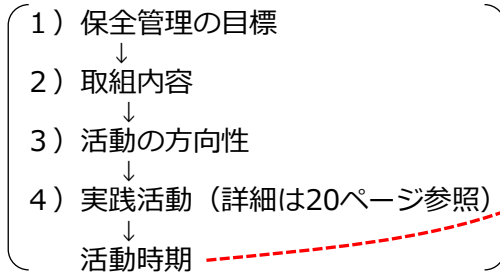 １）保全管理の目標
↓
２）取組内容
↓
３）活動の方向性
↓
４）実践活動（詳細は20ページ参照）
↓
活動時期